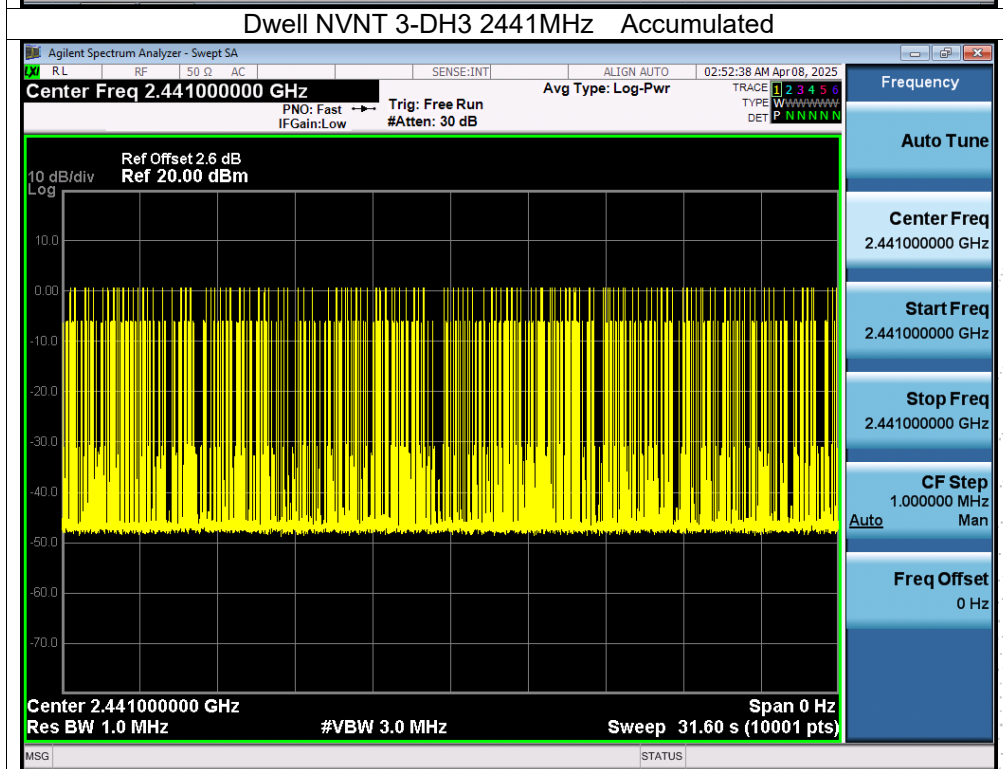 Dwell NVNT 3-DH3 2441MHz Accumulated
Agilent Spectrum Analyzer - Swept SA
LXI RL RF 50 Ω AC SENSE:INT ALIGN AUTO 02:52:38 AM Apr 08, 2025
Center Freq 2.441000000 GHz
PNO: Fast
IFGain:Low
Trig: Free Run
#Atten: 30 dB
Avg Type: Log-Pwr
TRACE 1 2 3 4 5 6
TYPE WWWWWWW
DET P N N N N N
Ref Offset 2.6 dB
10 dB/div Ref 20.00 dBm
Log
10.0
0.00
-10.0
-20.0
-30.0
-40.0
-50.0
-60.0
-70.0
Center 2.441000000 GHz Span 0 Hz
Res BW 1.0 MHz #VBW 3.0 MHz Sweep 31.60 s (10001 pts)
MSG STATUS
Frequency
Auto Tune
Center Freq
2.441000000 GHz
Start Freq
2.441000000 GHz
Stop Freq
2.441000000 GHz
CF Step
1.000000 MHz
Auto Man
Freq Offset
0 Hz